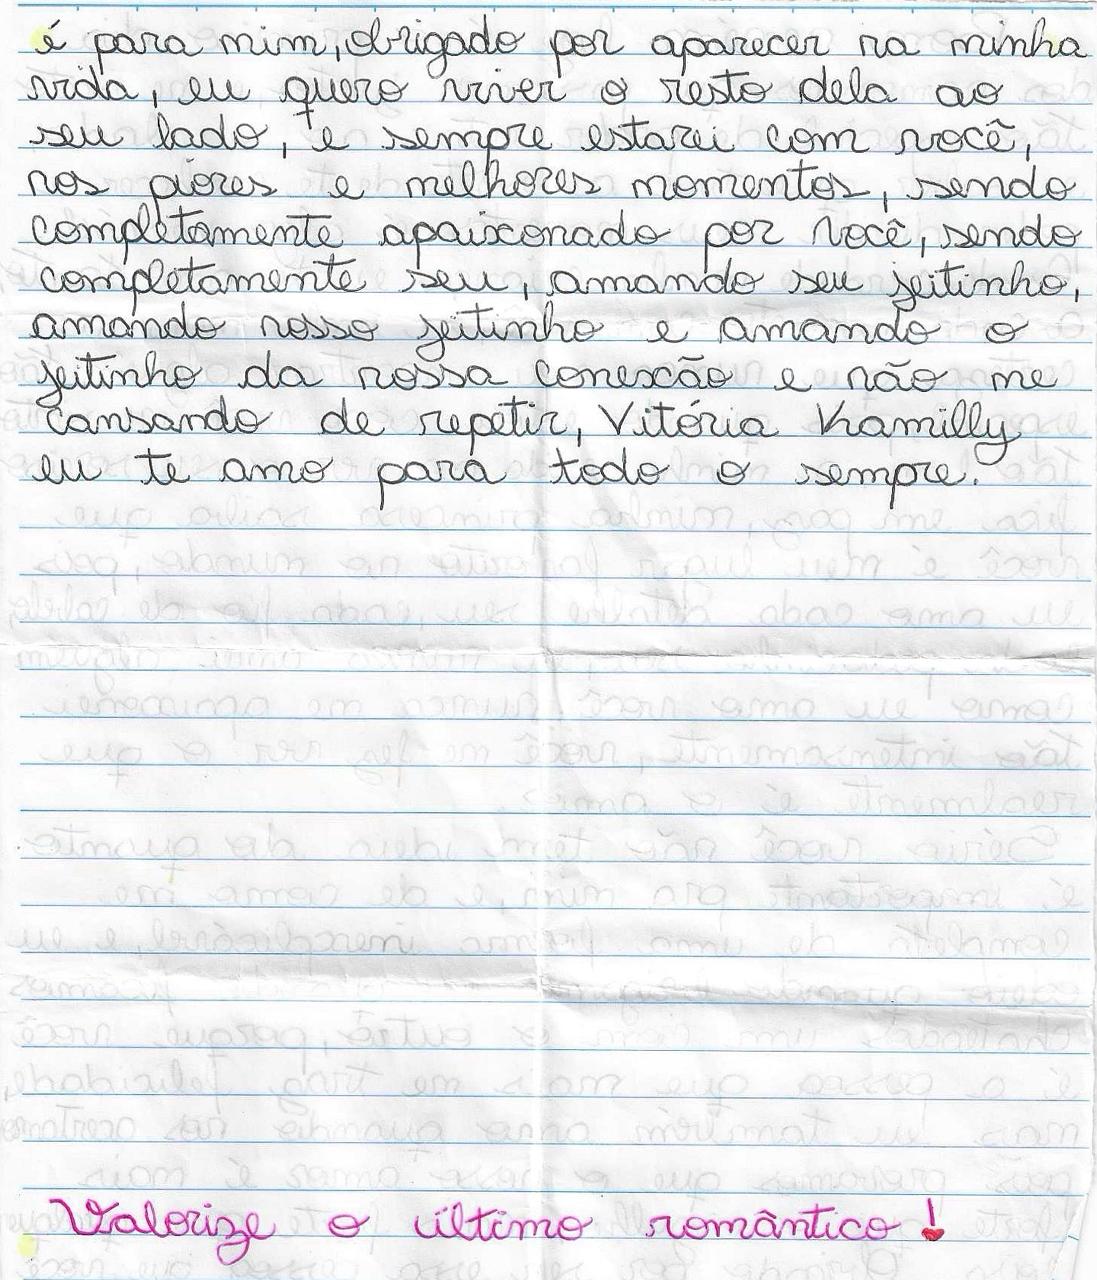 é para mim, obrigado por aparecer na minha
vida, eu quero viver o resto dela ao
seu lado, e sempre estarei com você,
nos piores e melhores momentos, sendo
completamente apaixonado por você, sendo
completamente seu, amando seu jeitinho,
amando nosso jeitinho e amando o
jeitinho da nossa conexão e não me
cansando de repetir, Vitória Kamilly
eu te amo para todo o sempre.
Valorize o último romântico!